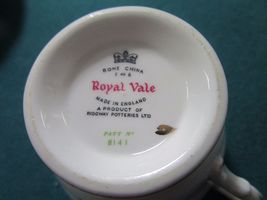 BONE CHINA
Royal Vale
MADE IN ENGLAND
A PRODUCT OF
RIDGWAY POTTERIES LTD
PATT NO
8141